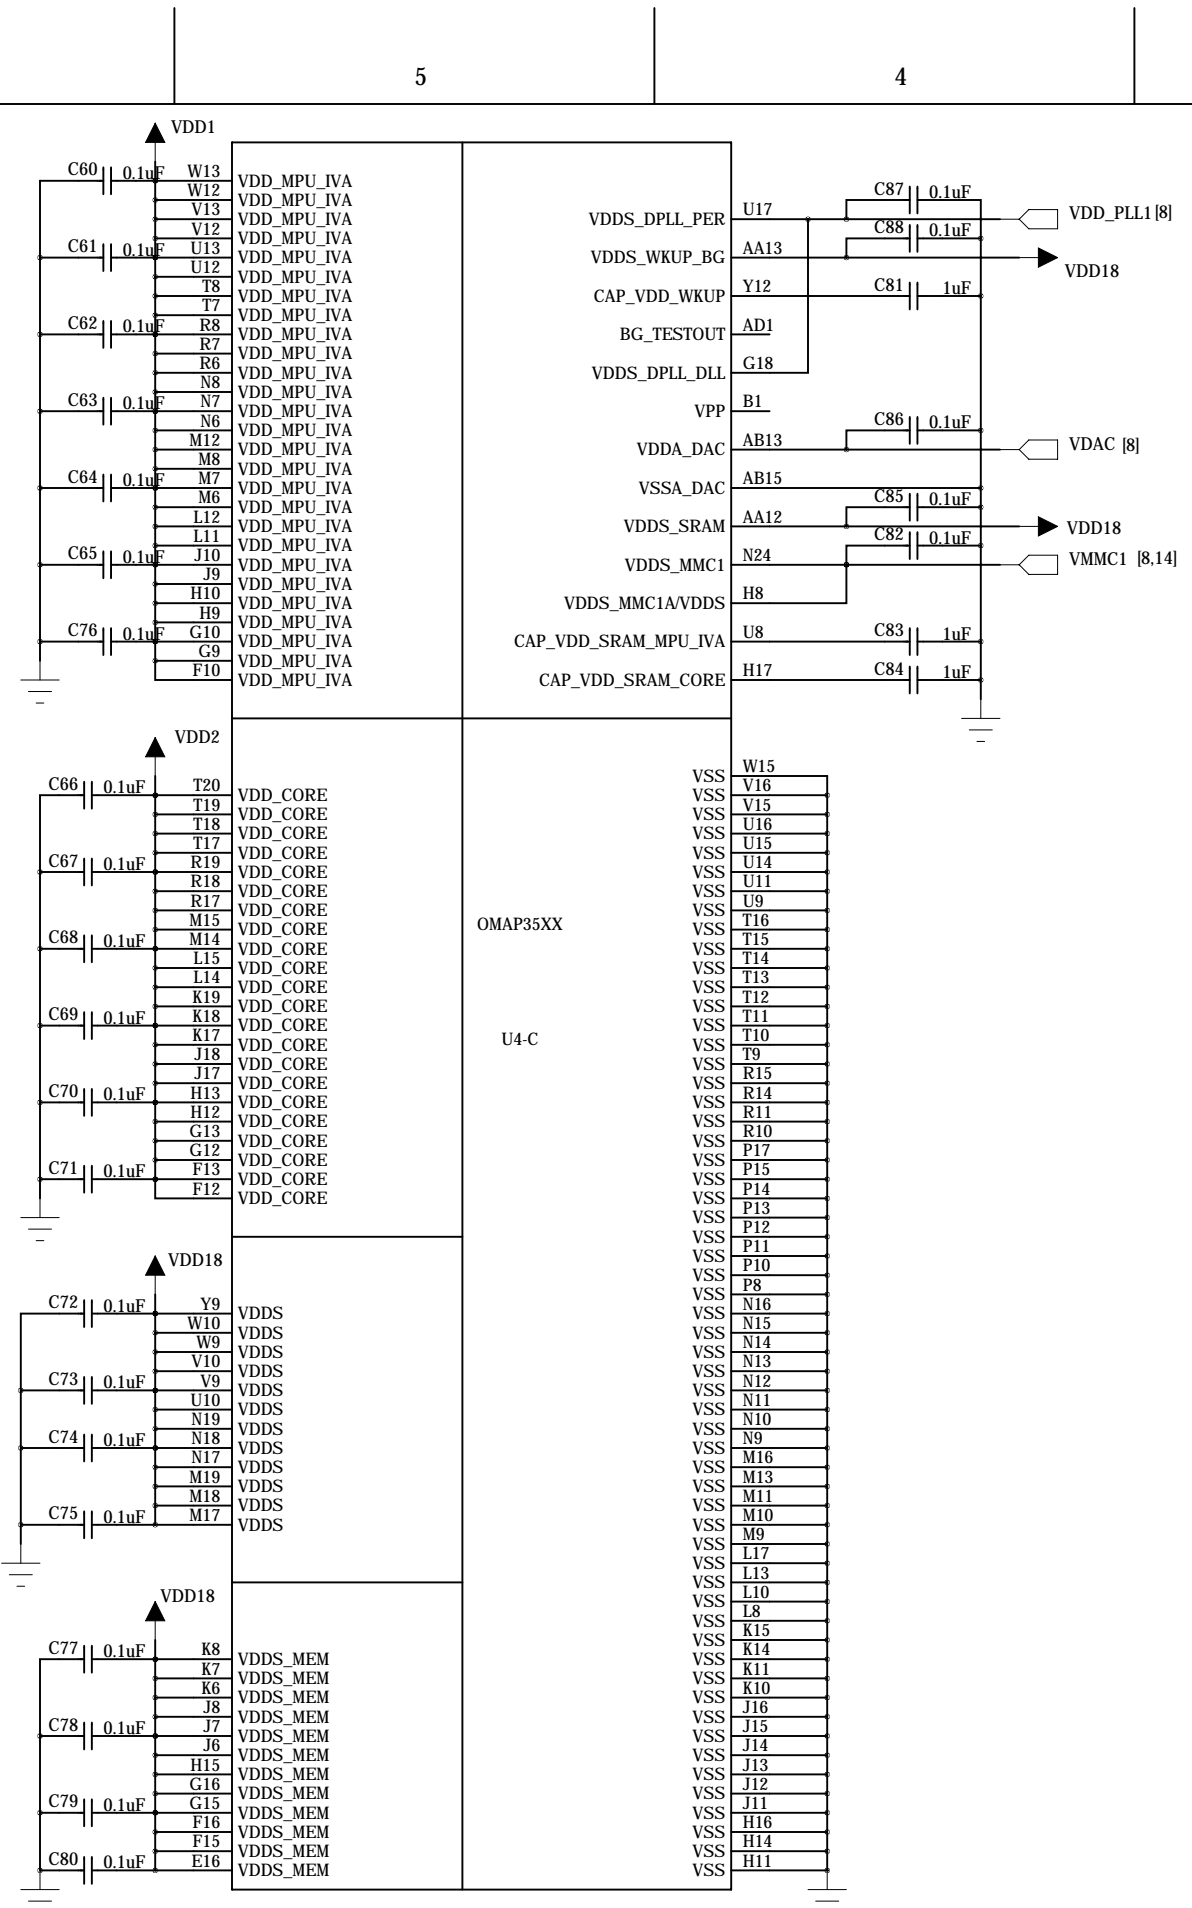 5
4
VDD1
C60 0.1uF
W13 VDD_MPU_IVA
W12 VDD_MPU_IVA
V13 VDD_MPU_IVA
V12 VDD_MPU_IVA
C61 0.1uF
U13 VDD_MPU_IVA
U12 VDD_MPU_IVA
T8 VDD_MPU_IVA
T7 VDD_MPU_IVA
C62 0.1uF
R8 VDD_MPU_IVA
R7 VDD_MPU_IVA
R6 VDD_MPU_IVA
N8 VDD_MPU_IVA
C63 0.1uF
N7 VDD_MPU_IVA
N6 VDD_MPU_IVA
M12 VDD_MPU_IVA
M8 VDD_MPU_IVA
C64 0.1uF
M7 VDD_MPU_IVA
M6 VDD_MPU_IVA
L12 VDD_MPU_IVA
L11 VDD_MPU_IVA
C65 0.1uF
J10 VDD_MPU_IVA
J9 VDD_MPU_IVA
H10 VDD_MPU_IVA
H9 VDD_MPU_IVA
C76 0.1uF
G10 VDD_MPU_IVA
G9 VDD_MPU_IVA
F10 VDD_MPU_IVA
C87 0.1uF
VDDS_DPLL_PER U17
VDD_PLL1 [8]
C88 0.1uF
VDDS_WKUP_BG AA13
VDD18
CAP_VDD_WKUP Y12
C81 1uF
BG_TESTOUT AD1
VDDS_DPLL_DLL G18
VPP B1
C86 0.1uF
VDDA_DAC AB13
VDAC [8]
VSSA_DAC AB15
C85 0.1uF
VDDS_SRAM AA12
VDD18
C82 0.1uF
VDDS_MMC1 N24
VMMC1 [8,14]
VDDS_MMC1A/VDDS H8
CAP_VDD_SRAM_MPU_IVA U8
C83 1uF
CAP_VDD_SRAM_CORE H17
C84 1uF
VDD2
C66 0.1uF
T20 VDD_CORE
T19 VDD_CORE
T18 VDD_CORE
T17 VDD_CORE
C67 0.1uF
R19 VDD_CORE
R18 VDD_CORE
R17 VDD_CORE
M15 VDD_CORE
C68 0.1uF
M14 VDD_CORE
L15 VDD_CORE
L14 VDD_CORE
K19 VDD_CORE
C69 0.1uF
K18 VDD_CORE
K17 VDD_CORE
J18 VDD_CORE
J17 VDD_CORE
C70 0.1uF
H13 VDD_CORE
H12 VDD_CORE
G13 VDD_CORE
G12 VDD_CORE
C71 0.1uF
F13 VDD_CORE
F12 VDD_CORE
OMAP35XX
U4-C
VDD18
C72 0.1uF
Y9 VDDS
W10 VDDS
W9 VDDS
V10 VDDS
C73 0.1uF
V9 VDDS
U10 VDDS
N19 VDDS
C74 0.1uF
N18 VDDS
N17 VDDS
M19 VDDS
M18 VDDS
C75 0.1uF
M17 VDDS
VDD18
C77 0.1uF
K8 VDDS_MEM
K7 VDDS_MEM
K6 VDDS_MEM
J8 VDDS_MEM
C78 0.1uF
J7 VDDS_MEM
J6 VDDS_MEM
H15 VDDS_MEM
G16 VDDS_MEM
C79 0.1uF
G15 VDDS_MEM
F16 VDDS_MEM
F15 VDDS_MEM
C80 0.1uF
E16 VDDS_MEM
VSS W15
VSS V16
VSS V15
VSS U16
VSS U15
VSS U14
VSS U11
VSS U9
VSS T16
VSS T15
VSS T14
VSS T13
VSS T12
VSS T11
VSS T10
VSS T9
VSS R15
VSS R14
VSS R11
VSS R10
VSS P17
VSS P15
VSS P14
VSS P13
VSS P12
VSS P11
VSS P10
VSS P8
VSS N16
VSS N15
VSS N14
VSS N13
VSS N12
VSS N11
VSS N10
VSS N9
VSS M16
VSS M13
VSS M11
VSS M10
VSS M9
VSS L17
VSS L13
VSS L10
VSS L8
VSS K15
VSS K14
VSS K11
VSS K10
VSS J16
VSS J15
VSS J14
VSS J13
VSS J12
VSS J11
VSS H16
VSS H14
VSS H11